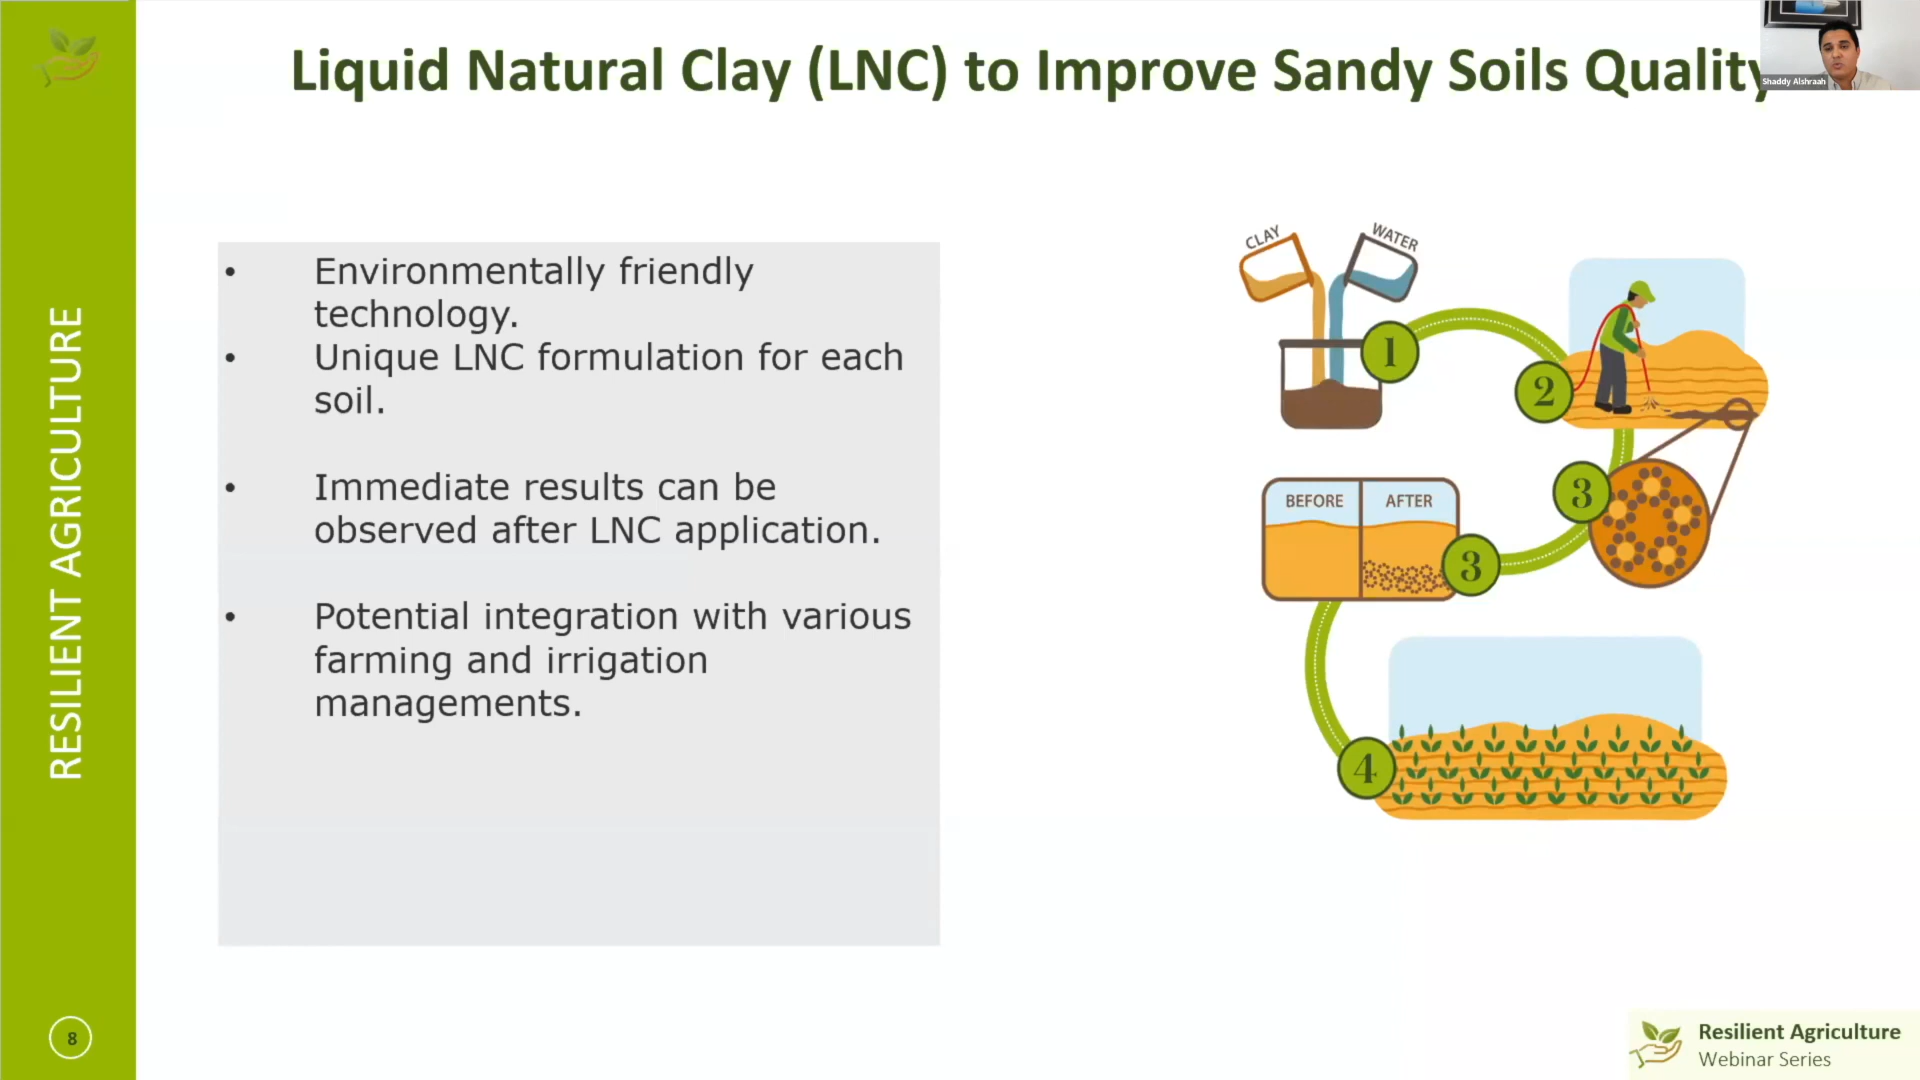 Liquid Natural Clay (LNC) to Improve Sandy Soils Quality
Shaddy Alshraah
RESILIENT AGRICULTURE
• Environmentally friendly
technology.
• Unique LNC formulation for each
soil.
• Immediate results can be
observed after LNC application.
• Potential integration with various
farming and irrigation
managements.
CLAY
WATER
1
2
3
BEFORE
AFTER
3
4
8
Resilient Agriculture
Webinar Series